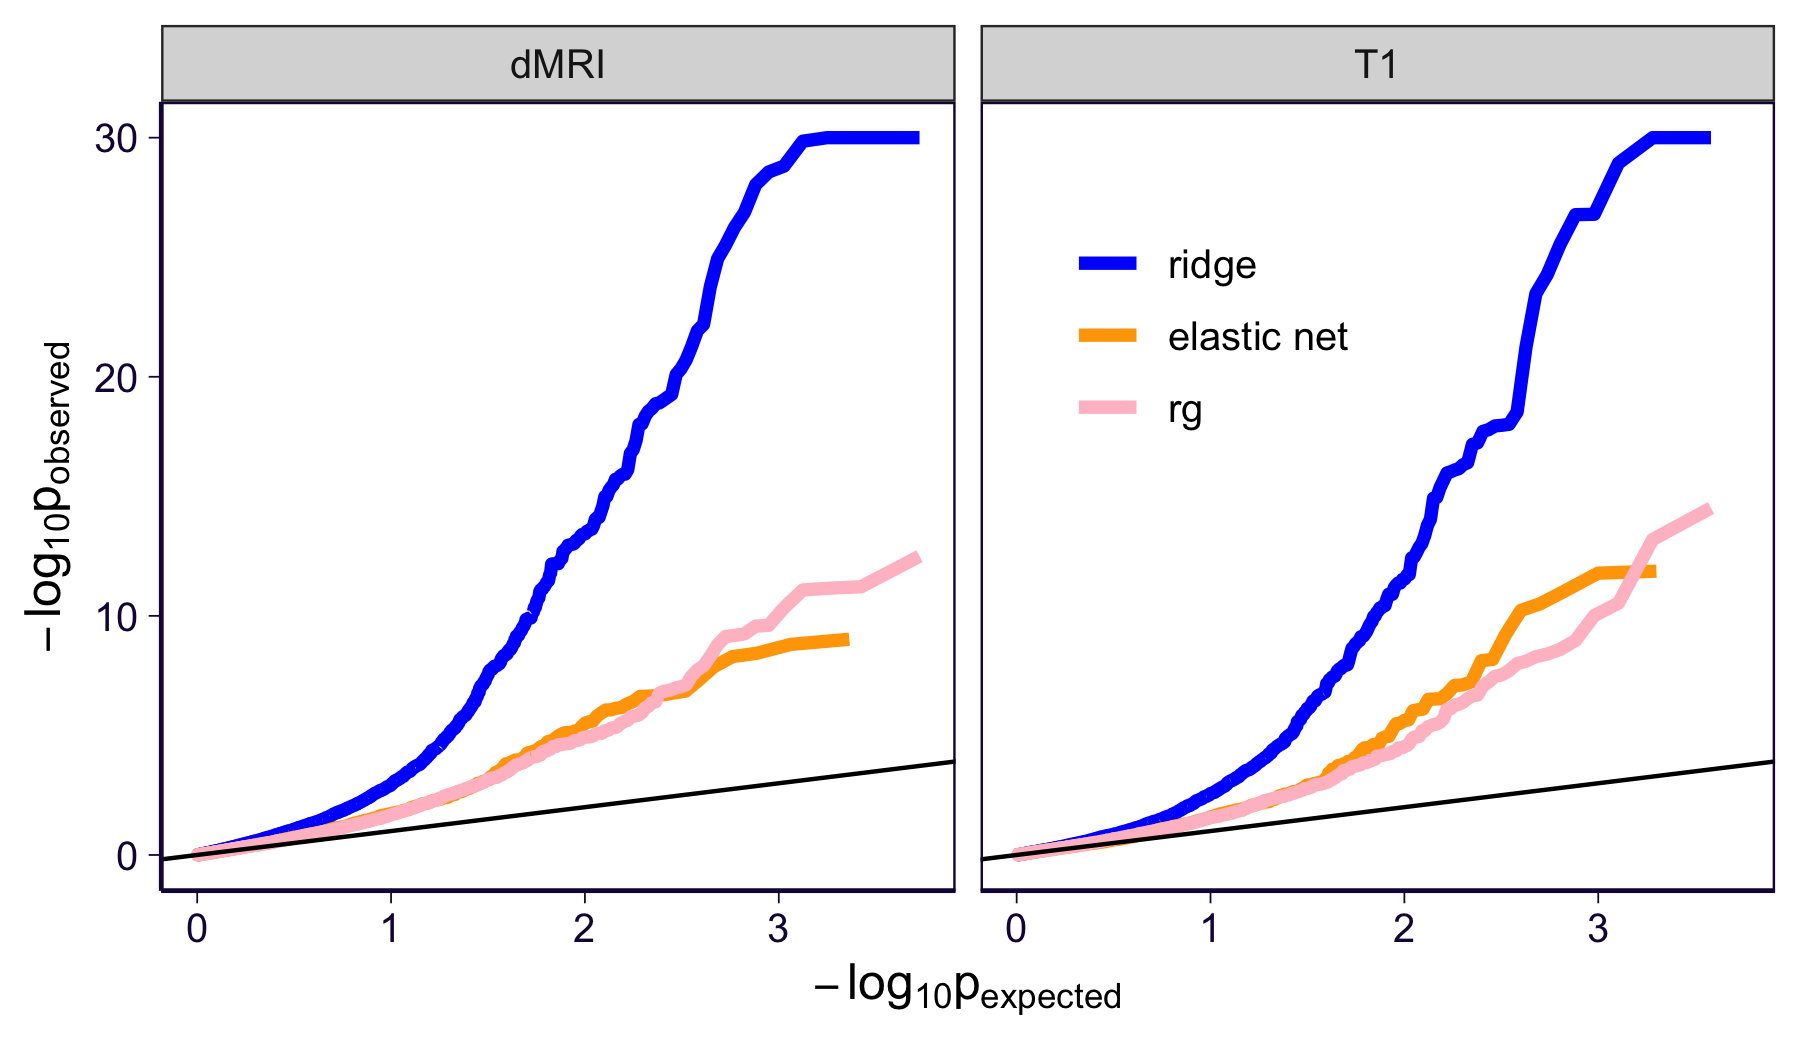 dMRI
T1
30
20
10
0
−log10pobserved
ridge
elastic net
rg
0 1 2 3
0 1 2 3
−log10pexpected